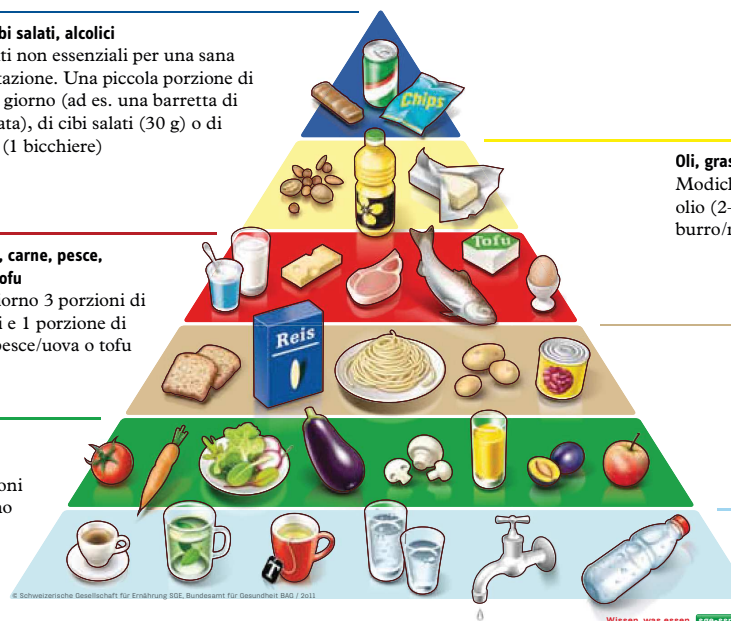 bi salati, alcolici
ti non essenziali per una sana
tazione. Una piccola porzione di
giorno (ad es. una barretta di
ata), di cibi salati (30 g) o di
(1 bicchiere)
Chips
Oli, gras
Modich
olio (2-
burro/m
, carne, pesce,
ofu
orno 3 porzioni di
i e 1 porzione di
pesce/uova o tofu
Tofu
Reis
oni
no
T
© Schweizerische Gesellschaft für Ernährung SGE, Bundesamt für Gesundheit BAG / 2011
Wissen, was essen.